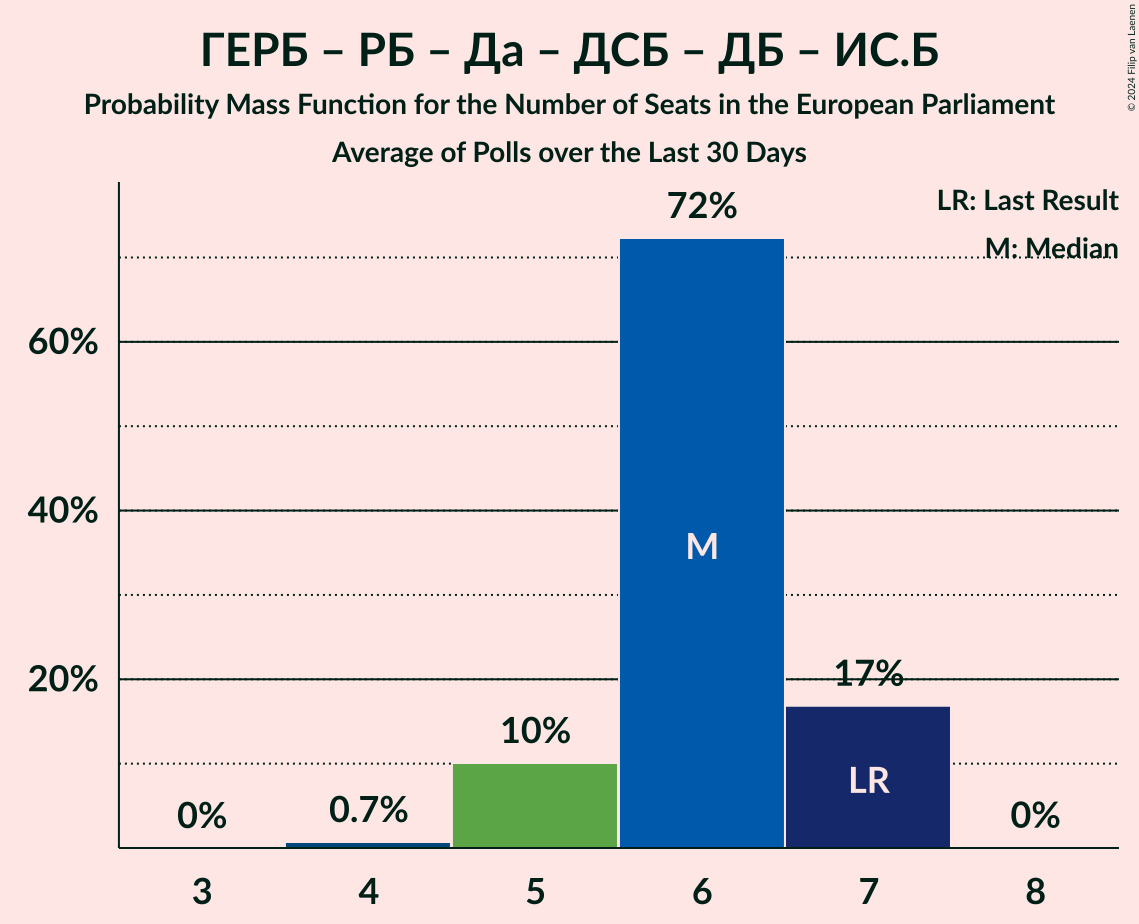 ГЕРБ – РБ – Да – ДСБ – ДБ – ИС.Б
Probability Mass Function for the Number of Seats in the European Parliament
Average of Polls over the Last 30 Days
© 2024 Filip van Laenen
LR: Last Result
M: Median
72%
60%
40%
20%
M
17%
10%
LR
0%
0.7%
0%
3 4 5 6 7 8